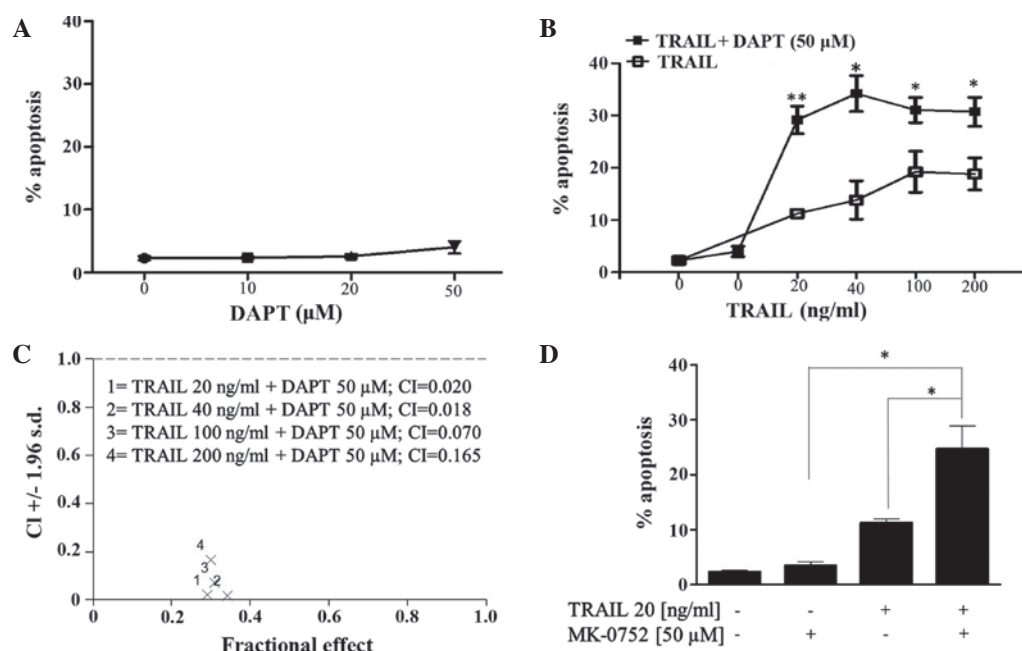 A
40
30
20
10
0
% apoptosis
0 10 20 50
DAPT (µM)
B
TRAIL + DAPT (50 µM)
TRAIL
40
30
20
10
0
% apoptosis
** * * *
0 0 20 40 100 200
TRAIL (ng/ml)
C
1.0
0.8
0.6
0.4
0.2
0
CI +/- 1.96 s.d.
1= TRAIL 20 ng/ml + DAPT 50 µM; CI=0.020
2= TRAIL 40 ng/ml + DAPT 50 µM; CI=0.018
3= TRAIL 100 ng/ml + DAPT 50 µM; CI=0.070
4= TRAIL 200 ng/ml + DAPT 50 µM; CI=0.165
4
3
1 2
0 0.2 0.4 0.6 0.8 1.0
Fractional effect
D
40
30
20
10
0
% apoptosis
*
*
TRAIL 20 [ng/ml] - - + +
MK-0752 [50 µM] - + - +